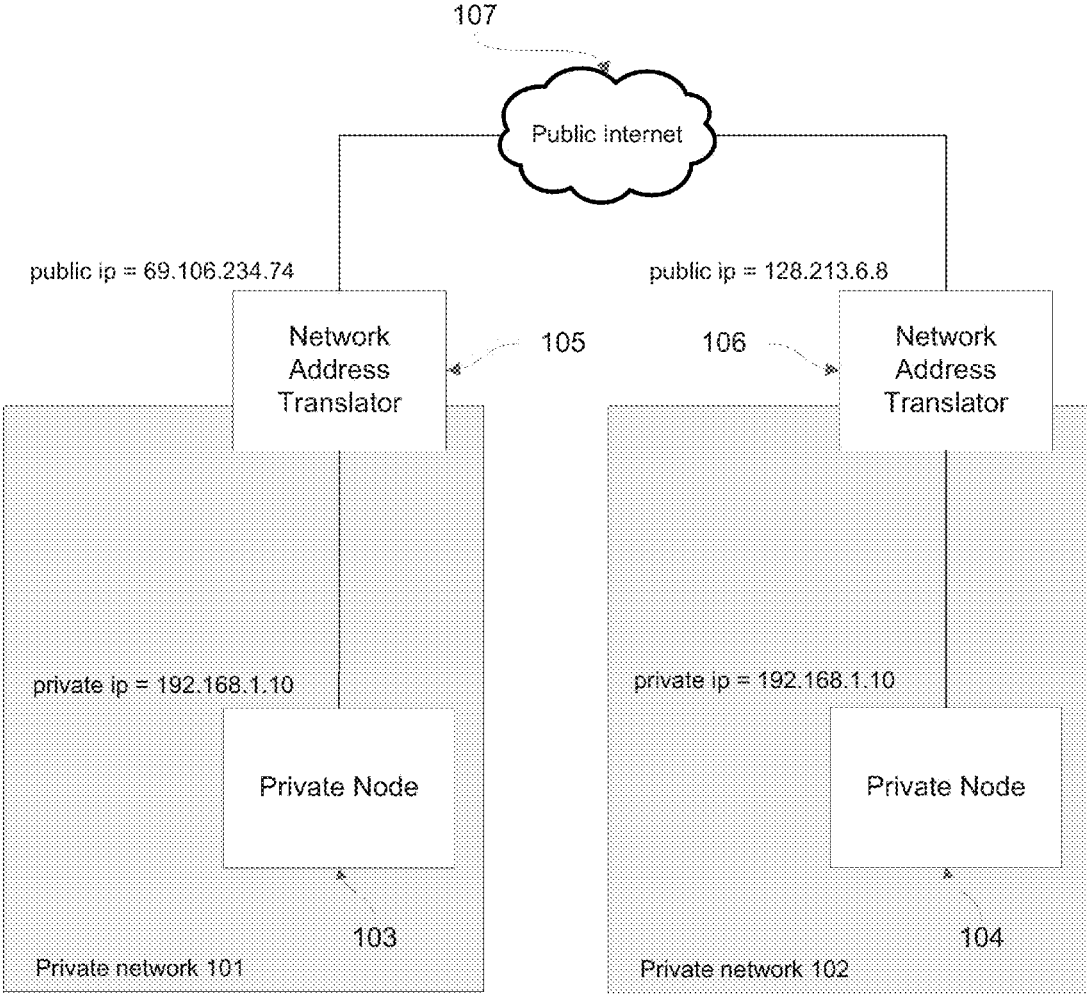 107
Public Internet
public ip = 69.106.234.74
public ip = 128.213.6.8
Network
Address
Translator
105
106
Network
Address
Translator
private ip = 192.168.1.10
private ip = 192.168.1.10
Private Node
Private Node
103
104
Private network 101
Private network 102